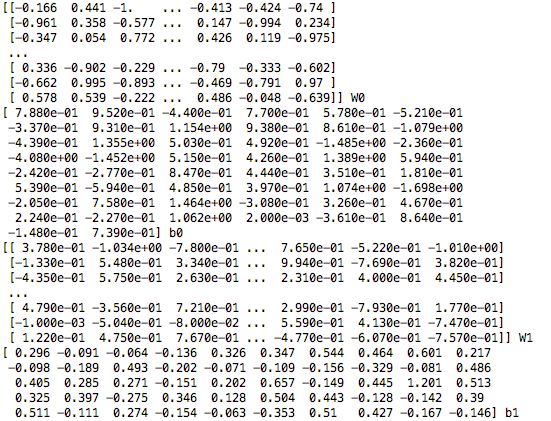 [[-0.166  0.441 -1.    ... -0.413 -0.424 -0.74 ]
 [-0.961  0.358 -0.577 ...  0.147 -0.994  0.234]
 [-0.347  0.054  0.772 ...  0.426  0.119 -0.975]
 ...
 [ 0.336 -0.902 -0.229 ... -0.79  -0.333 -0.602]
 [-0.662  0.995 -0.893 ... -0.469 -0.791  0.97 ]
 [ 0.578  0.539 -0.222 ...  0.486 -0.048 -0.639]] W0
[ 7.880e-01  9.520e-01 -4.400e-01  7.700e-01  5.780e-01 -5.210e-01
 -3.370e-01  9.310e-01  1.154e+00  9.380e-01  8.610e-01 -1.079e+00
 -4.390e-01  1.355e+00  5.030e-01  4.920e-01 -1.485e+00 -2.360e-01
 -4.080e+00 -1.452e+00  5.150e-01  4.260e-01  1.389e+00  5.940e-01
 -2.420e-01 -2.770e-01  8.470e-01  4.440e-01  3.510e-01  1.810e-01
  5.390e-01 -5.940e-01  4.850e-01  3.970e-01  1.074e+00 -1.698e+00
 -2.050e-01  7.580e-01  1.464e+00 -3.080e-01  3.260e-01  4.670e-01
  2.240e-01 -2.270e-01  1.062e+00  2.000e-03 -3.610e-01  8.640e-01
 -1.480e-01  7.390e-01] b0
[[ 3.780e-01 -1.034e+00 -7.800e-01 ...  7.650e-01 -5.220e-01 -1.010e+00]
 [-1.330e-01  5.480e-01  3.340e-01 ...  9.940e-01 -7.690e-01  3.820e-01]
 [-4.350e-01  5.750e-01  2.630e-01 ...  2.310e-01  4.000e-01  4.450e-01]
 ...
 [ 4.790e-01 -3.560e-01  7.210e-01 ...  2.990e-01 -7.930e-01  1.770e-01]
 [-1.000e-03 -5.040e-01 -8.000e-02 ...  5.590e-01  4.130e-01 -7.470e-01]
 [ 1.220e-01  4.750e-01  7.670e-01 ... -4.770e-01 -6.070e-01 -7.570e-01]] W1
[ 0.296 -0.091 -0.064 -0.136  0.326  0.347  0.544  0.464  0.601  0.217
 -0.098 -0.189  0.493 -0.202 -0.071 -0.109 -0.156 -0.329 -0.081  0.486
  0.405  0.285  0.271 -0.151  0.202  0.657 -0.149  0.445  1.201  0.513
  0.325  0.397 -0.275  0.346  0.128  0.504  0.443 -0.128 -0.142  0.39
  0.511 -0.111  0.274 -0.154 -0.063 -0.353  0.51   0.427 -0.167 -0.146] b1